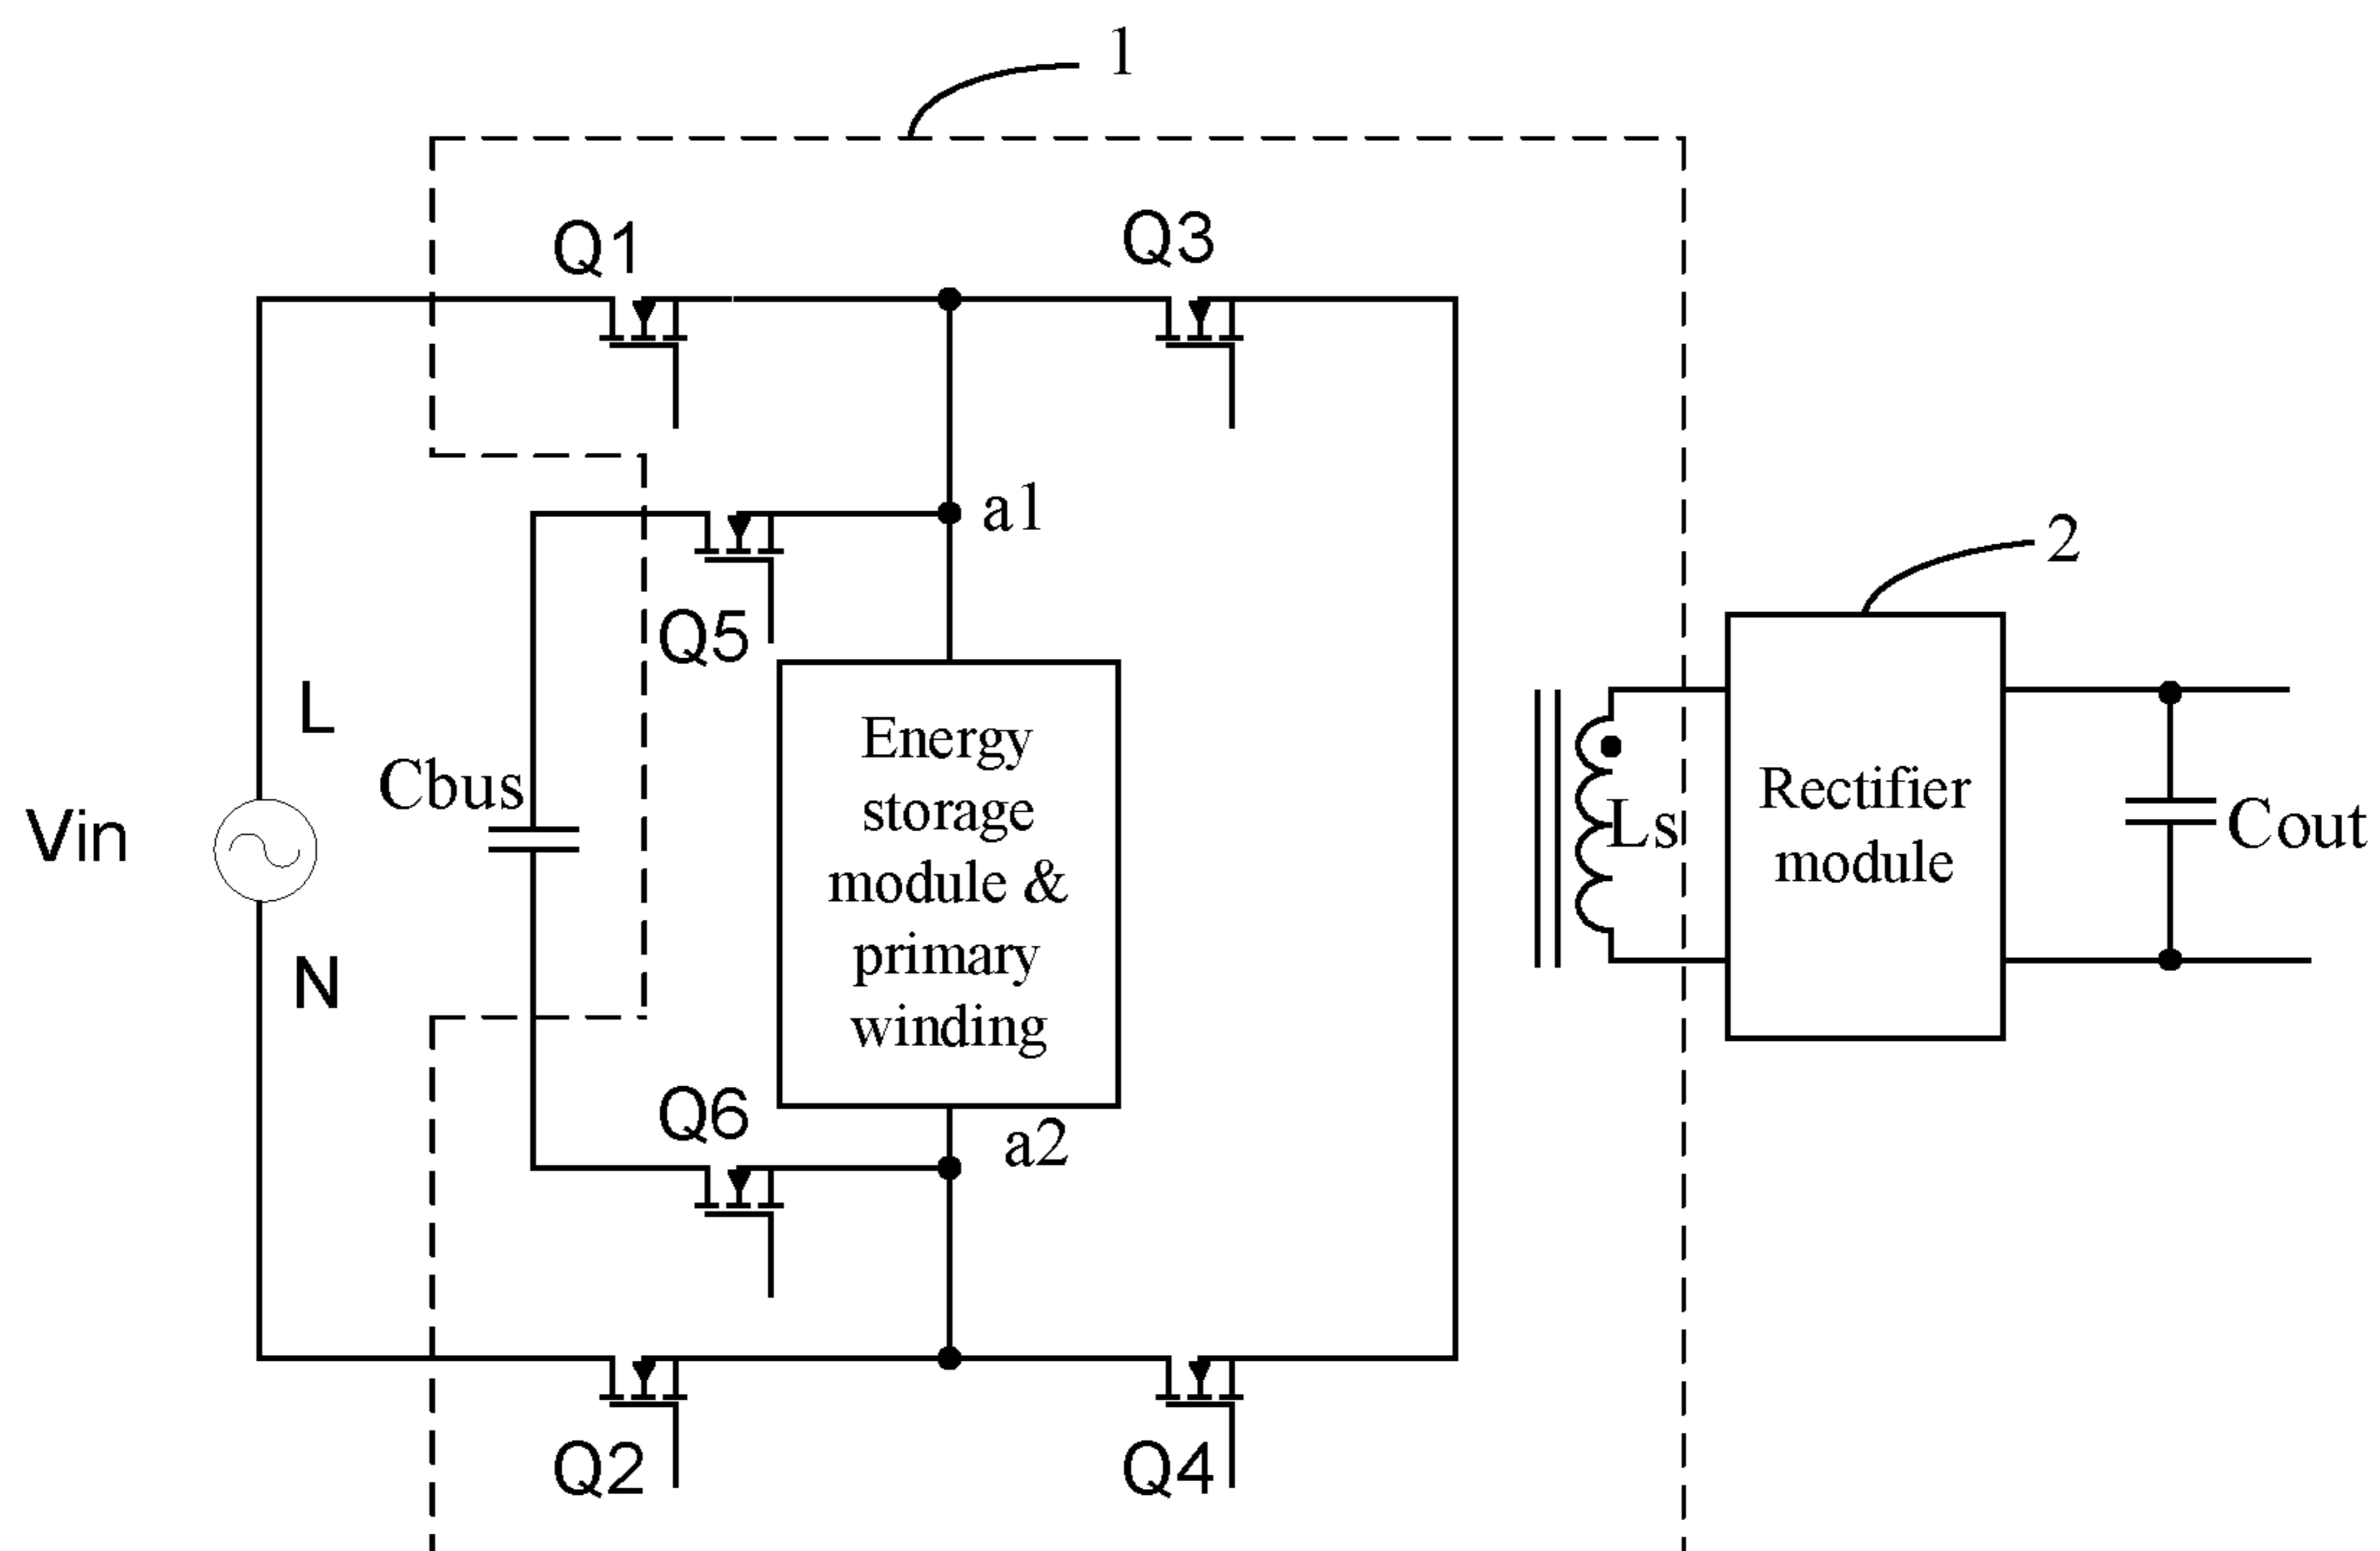 1
Q1
Q3
a1
2
Q5
L
Energy
storage
module &
primary
winding
Cbus
Rectifier
module
Vin
Ls
Cout
N
Q6
a2
Q2
Q4